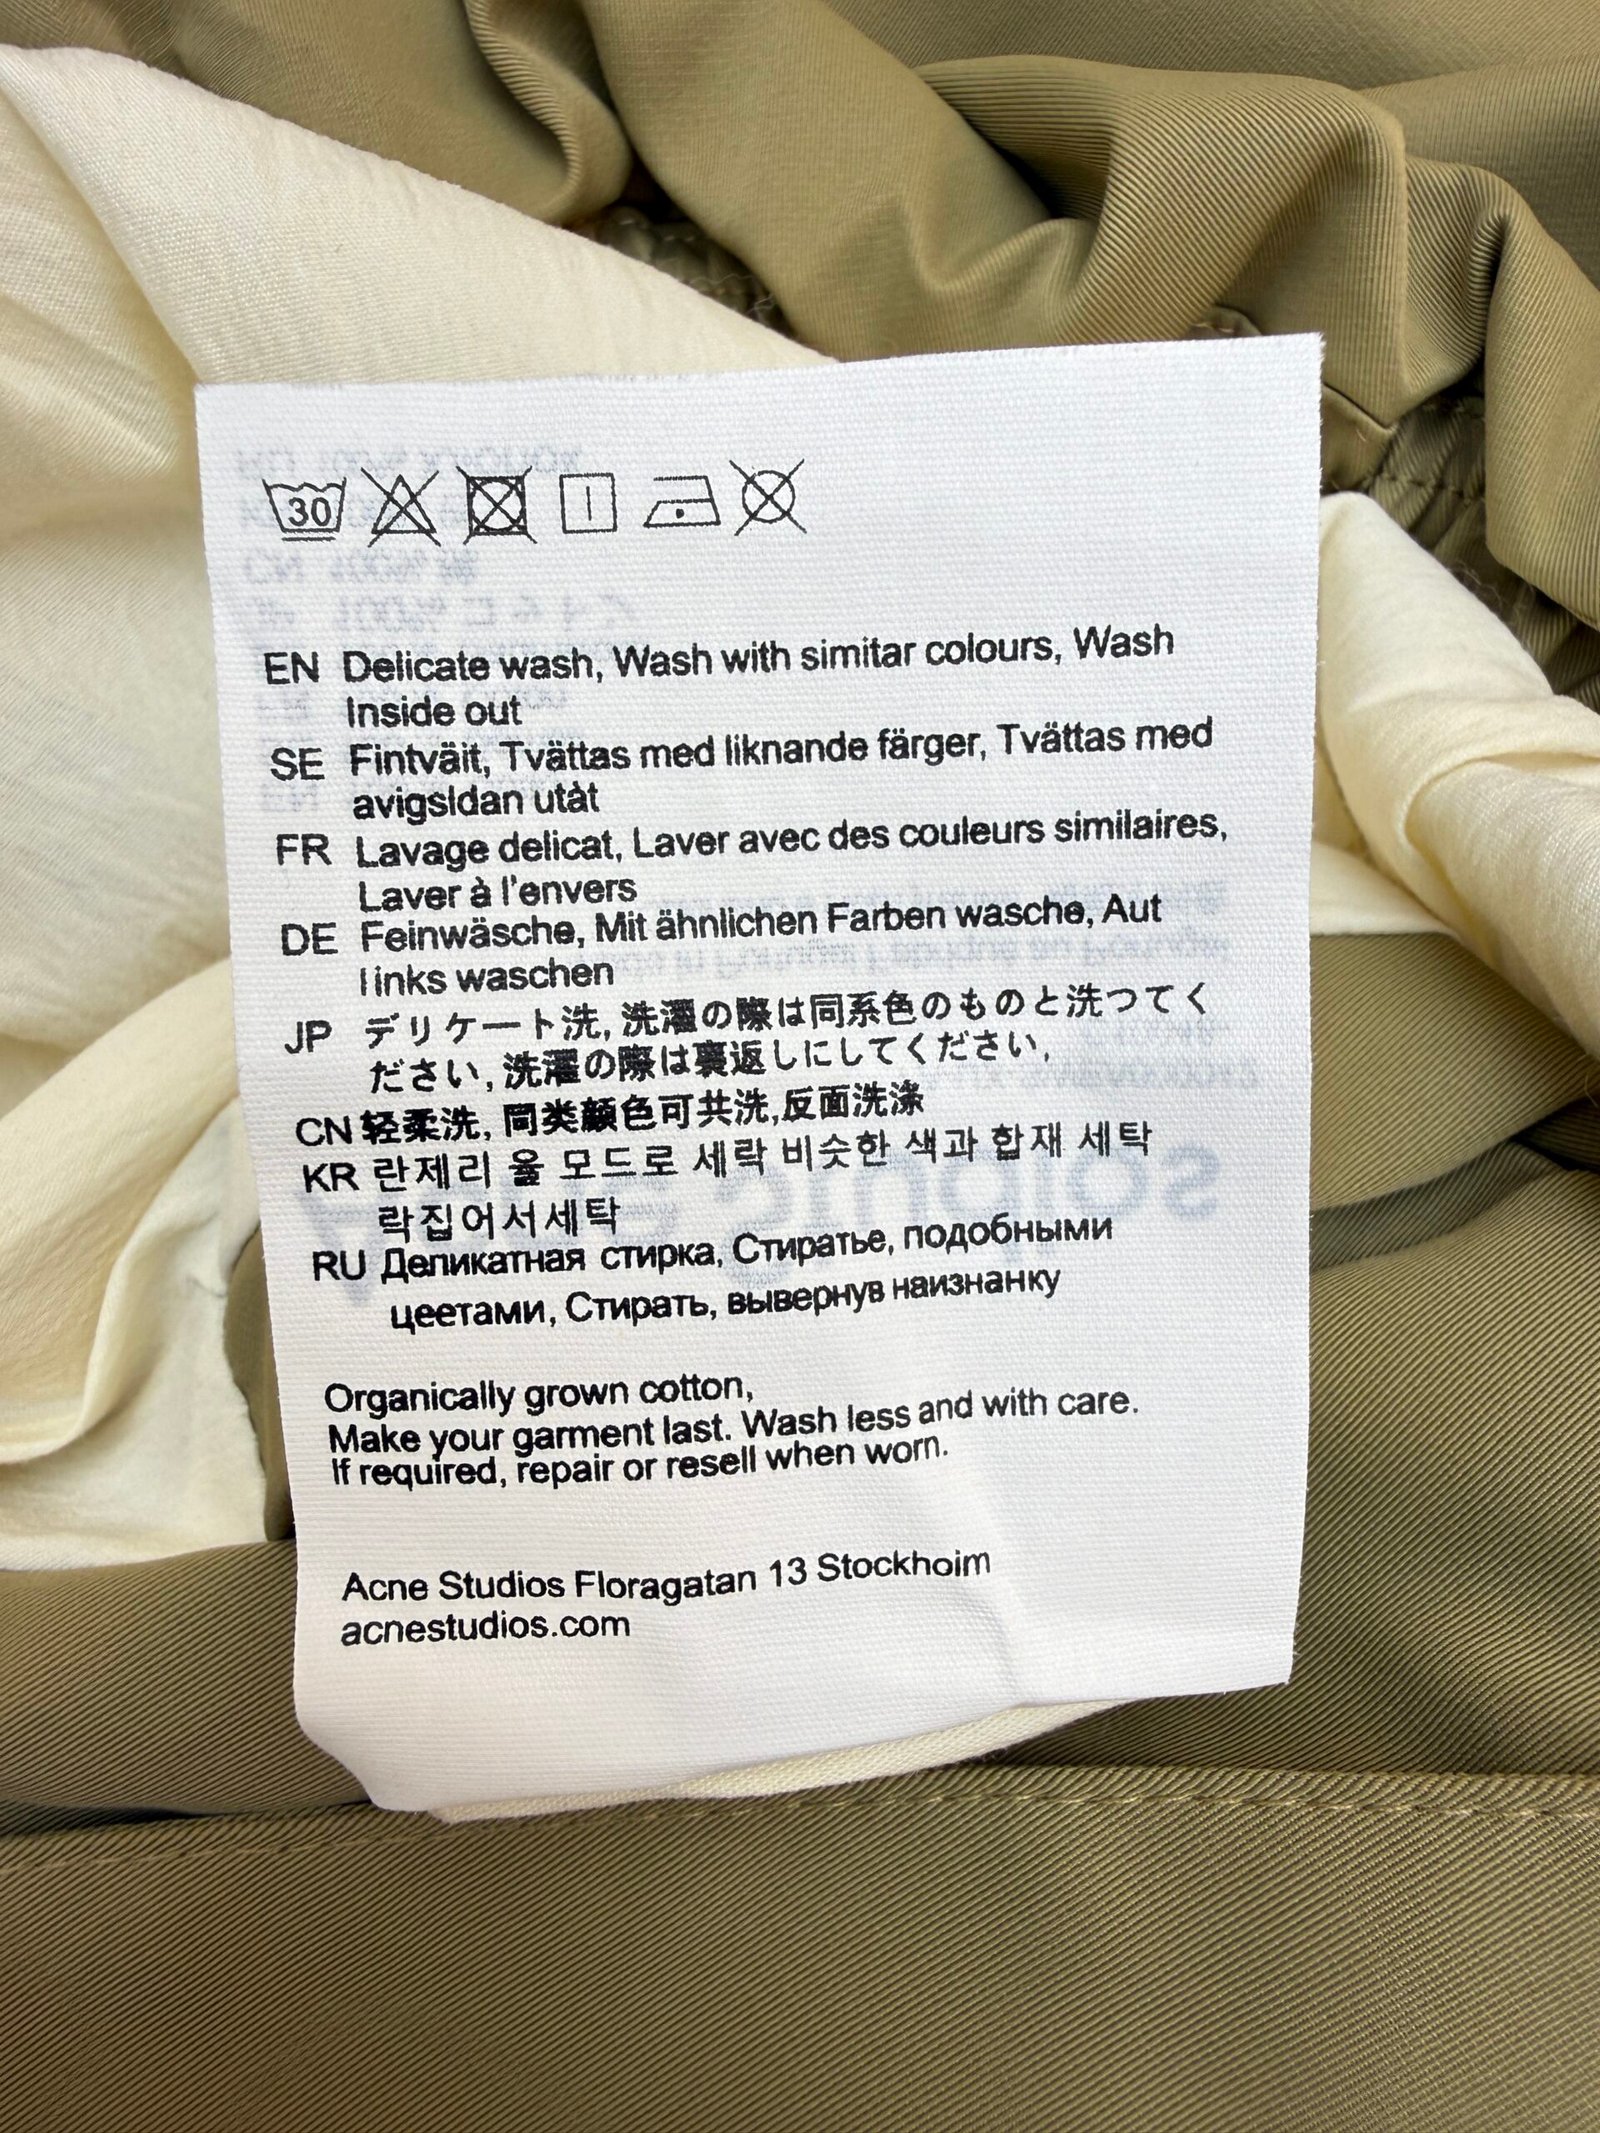 30
EN Delicate wash, Wash with simitar colours, Wash
Inside out
SE Fintväit, Tvättas med liknande färger, Tvättas med
avigsldan utàt
FR Lavage delicat, Laver avec des couleurs similaires,
Laver à l'envers
DE Feinwäsche, Mit ähnlichen Farben wasche, Aut
links waschen
JP デリケート洗, 洗濯の際は同系色のものと洗つてく
ださい, 洗濯の際は裏返しにしてください,
CN 轻柔洗, 同类颜色可共洗,反面洗涤
KR 란제리 울 모드로 세락 비슷한 색과 합재 세탁
락집어서세탁
RU Деликатная стирка, Стиратье, подобными
цеетами, Стирать, вывернув наизнанку
Organically grown cotton,
Make your garment last. Wash less and with care.
If required, repair or resell when worn.
Acne Studios Floragatan 13 Stockhoim
acnestudios.com